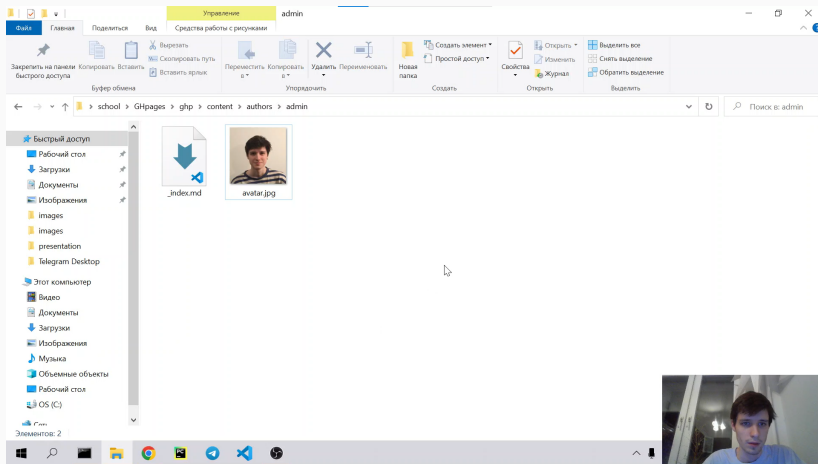 Управление
admin
Файл
Главная
Поделиться
Вид
Средства работы с рисунками
Закрепить на панели быстрого доступа
Копировать
Вставить
Вырезать
Скопировать путь
Вставить ярлык
Буфер обмена
Переместить в
Копировать в
Удалить
Переименовать
Упорядочить
Новая папка
Создать элемент
Простой доступ
Создать
Свойства
Открыть
Изменить
Журнал
Открыть
Выделить все
Снять выделение
Обратить выделение
Выделить
school > GHpages > ghp > content > authors > admin
Поиск в: admin
Быстрый доступ
Рабочий стол
Загрузки
Документы
Изображения
images
images
presentation
Telegram Desktop
Этот компьютер
Видео
Документы
Загрузки
Изображения
Музыка
Объемные объекты
Рабочий стол
OS (C:)
_index.md
avatar.jpg
Элементов: 2